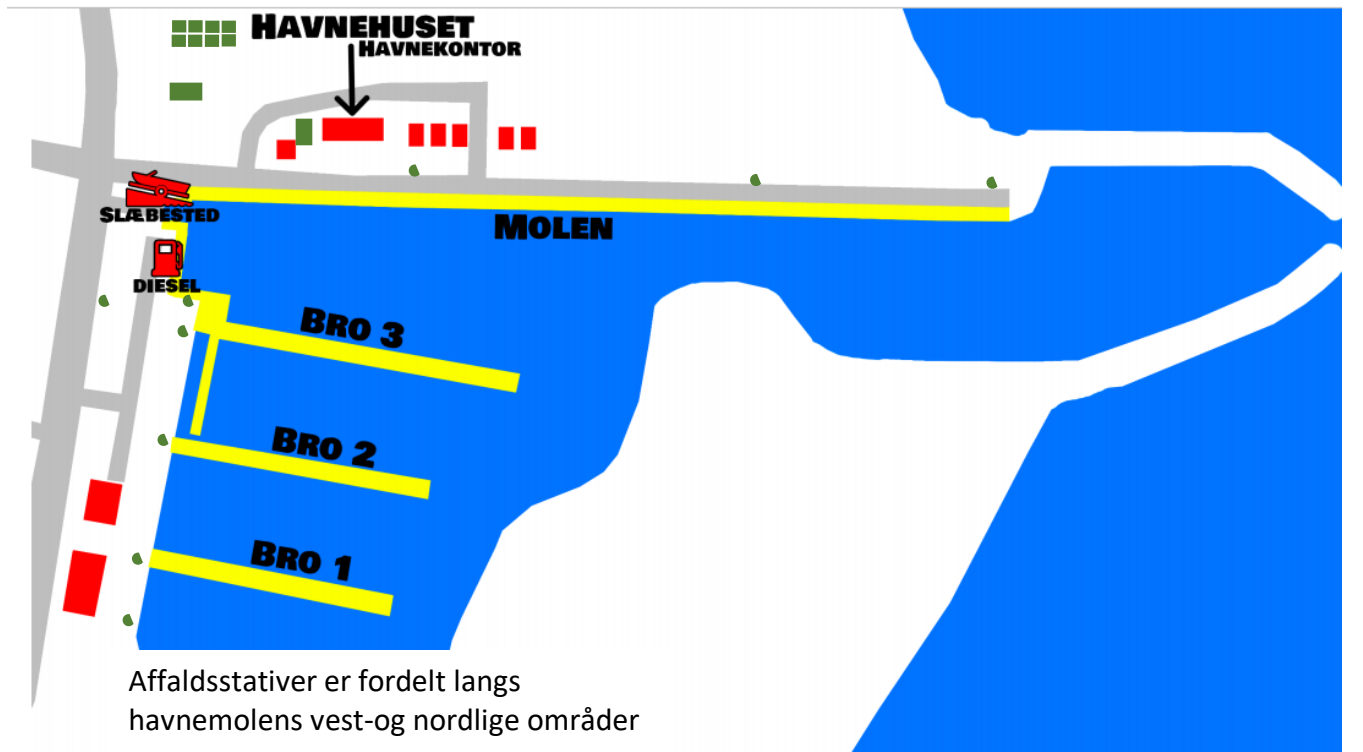 HAVNEHUSET
HAVNEKONTOR
SLÆBESTED
MOLEN
DIESEL
BRO 3
BRO 2
BRO 1
Affaldsstativer er fordelt langs
havnemolens vest-og nordlige områder